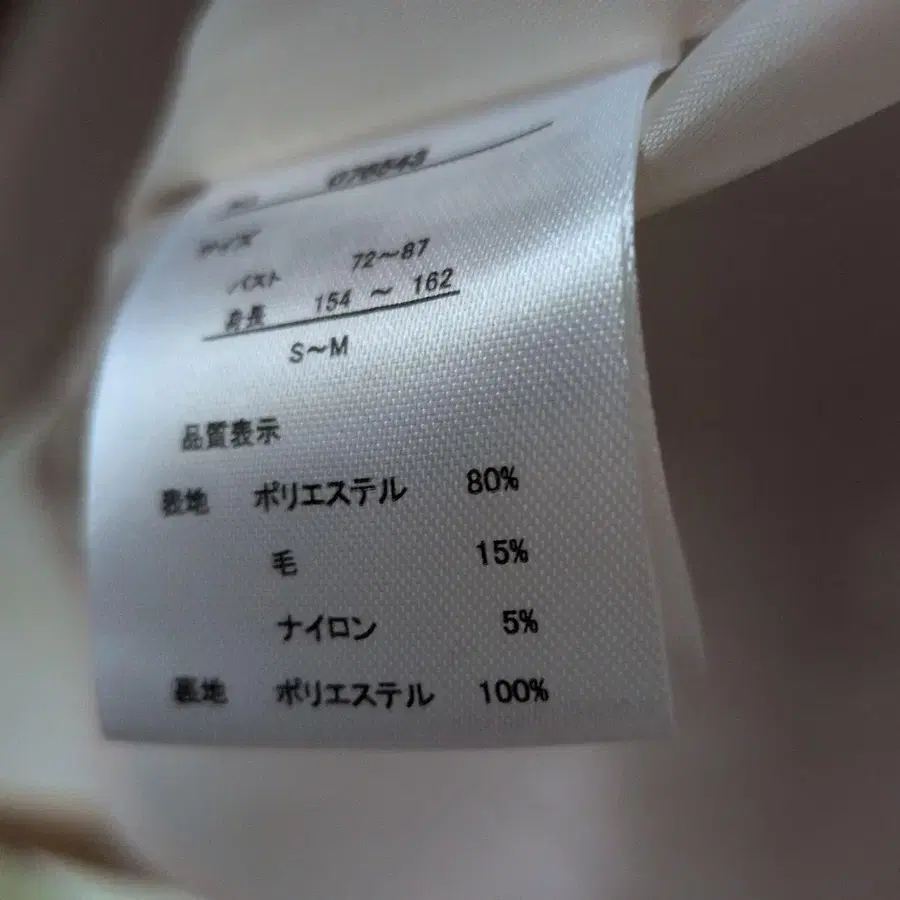 サイズ
バスト 72～87
身長 154 ～ 162
S～M
品質表示
表地 ポリエステル 80%
毛 15%
ナイロン 5%
裏地 ポリエステル 100%